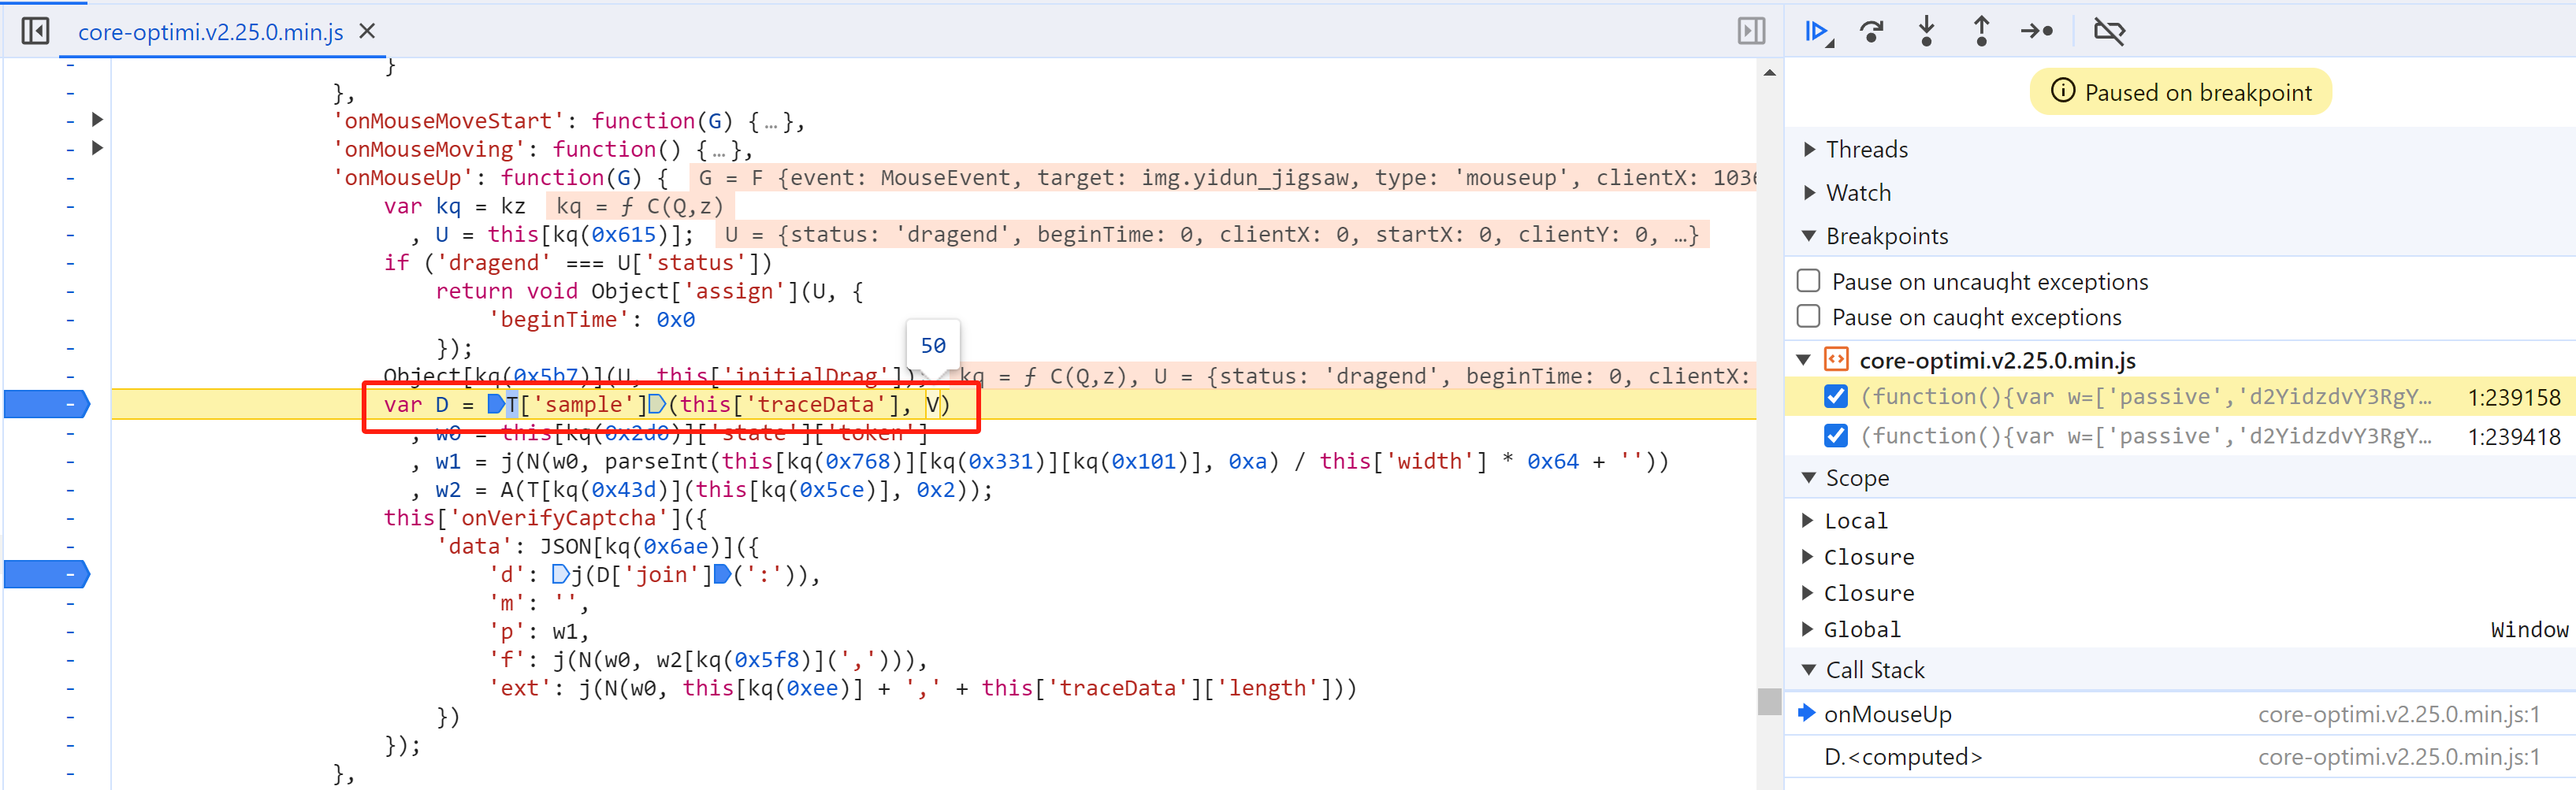 core-optimi.v2.25.0.min.js
}
},
'onMouseMoveStart': function(G) {…},
'onMouseMoving': function() {…},
'onMouseUp': function(G) { G = F {event: MouseEvent, target: img.yidun_jigsaw, type: 'mouseup', clientX: 1036
var kq = kz kq = ƒ C(Q,z)
, U = this[kq(0x615)]; U = {status: 'dragend', beginTime: 0, clientX: 0, startX: 0, clientY: 0, …}
if ('dragend' === U['status'])
return void Object['assign'](U, {
'beginTime': 0x0
});
50
Object[kq(0x5b7)](U, this['initialDrag']); kq = ƒ C(Q,z), U = {status: 'dragend', beginTime: 0, clientX:
var D = T['sample'](this['traceData'], V)
, w0 = this[kq(0x2d0)]['state']['token']
, w1 = j(N(w0, parseInt(this[kq(0x768)][kq(0x331)][kq(0x101)], 0xa) / this['width'] * 0x64 + ''))
, w2 = A(T[kq(0x43d)](this[kq(0x5ce)], 0x2));
this['onVerifyCaptcha']({
'data': JSON[kq(0x6ae)]({
'd': j(D['join'](':')),
'm': '',
'p': w1,
'f': j(N(w0, w2[kq(0x5f8)](','))),
'ext': j(N(w0, this[kq(0xee)] + ',' + this['traceData']['length']))
})
});
},
Paused on breakpoint
Threads
Watch
Breakpoints
Pause on uncaught exceptions
Pause on caught exceptions
core-optimi.v2.25.0.min.js
(function(){var w=['passive','d2YidzdvY3RgY… 1:239158
(function(){var w=['passive','d2YidzdvY3RgY… 1:239418
Scope
Local
Closure
Closure
Global Window
Call Stack
onMouseUp core-optimi.v2.25.0.min.js:1
D.<computed> core-optimi.v2.25.0.min.js:1